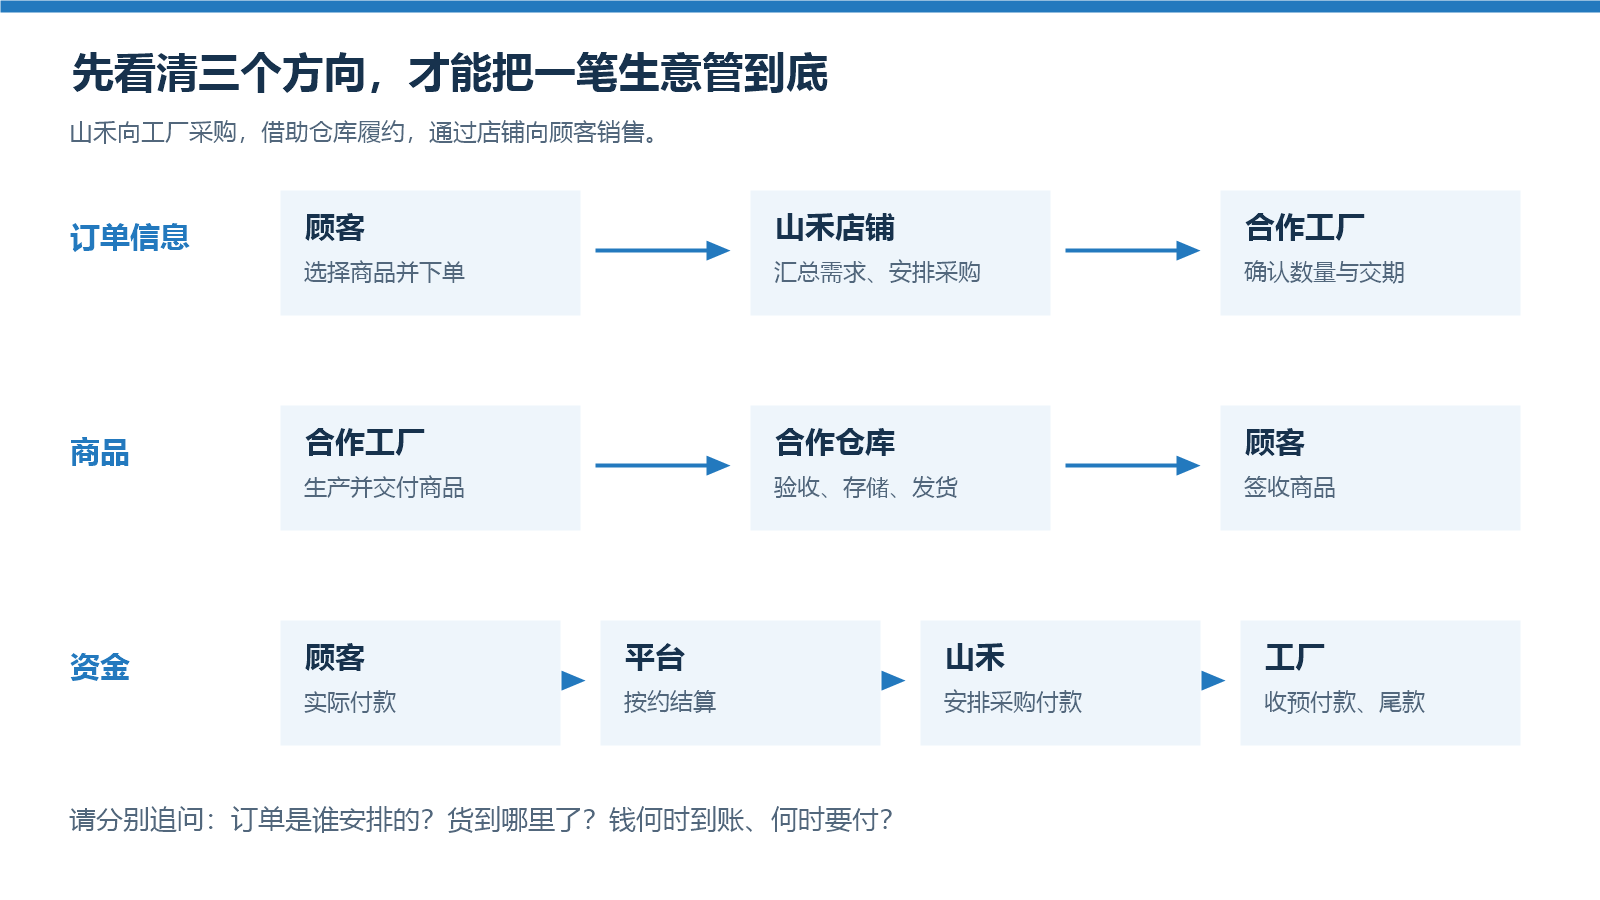 先看清三个方向，才能把一笔生意管到底
山禾向工厂采购，借助仓库履约，通过店铺向顾客销售。
订单信息
顾客
选择商品并下单
山禾店铺
汇总需求、安排采购
合作工厂
确认数量与交期
商品
合作工厂
生产并交付商品
合作仓库
验收、存储、发货
顾客
签收商品
资金
顾客
实际付款
平台
按约结算
山禾
安排采购付款
工厂
收预付款、尾款
请分别追问：订单是谁安排的？货到哪里了？钱何时到账、何时要付？